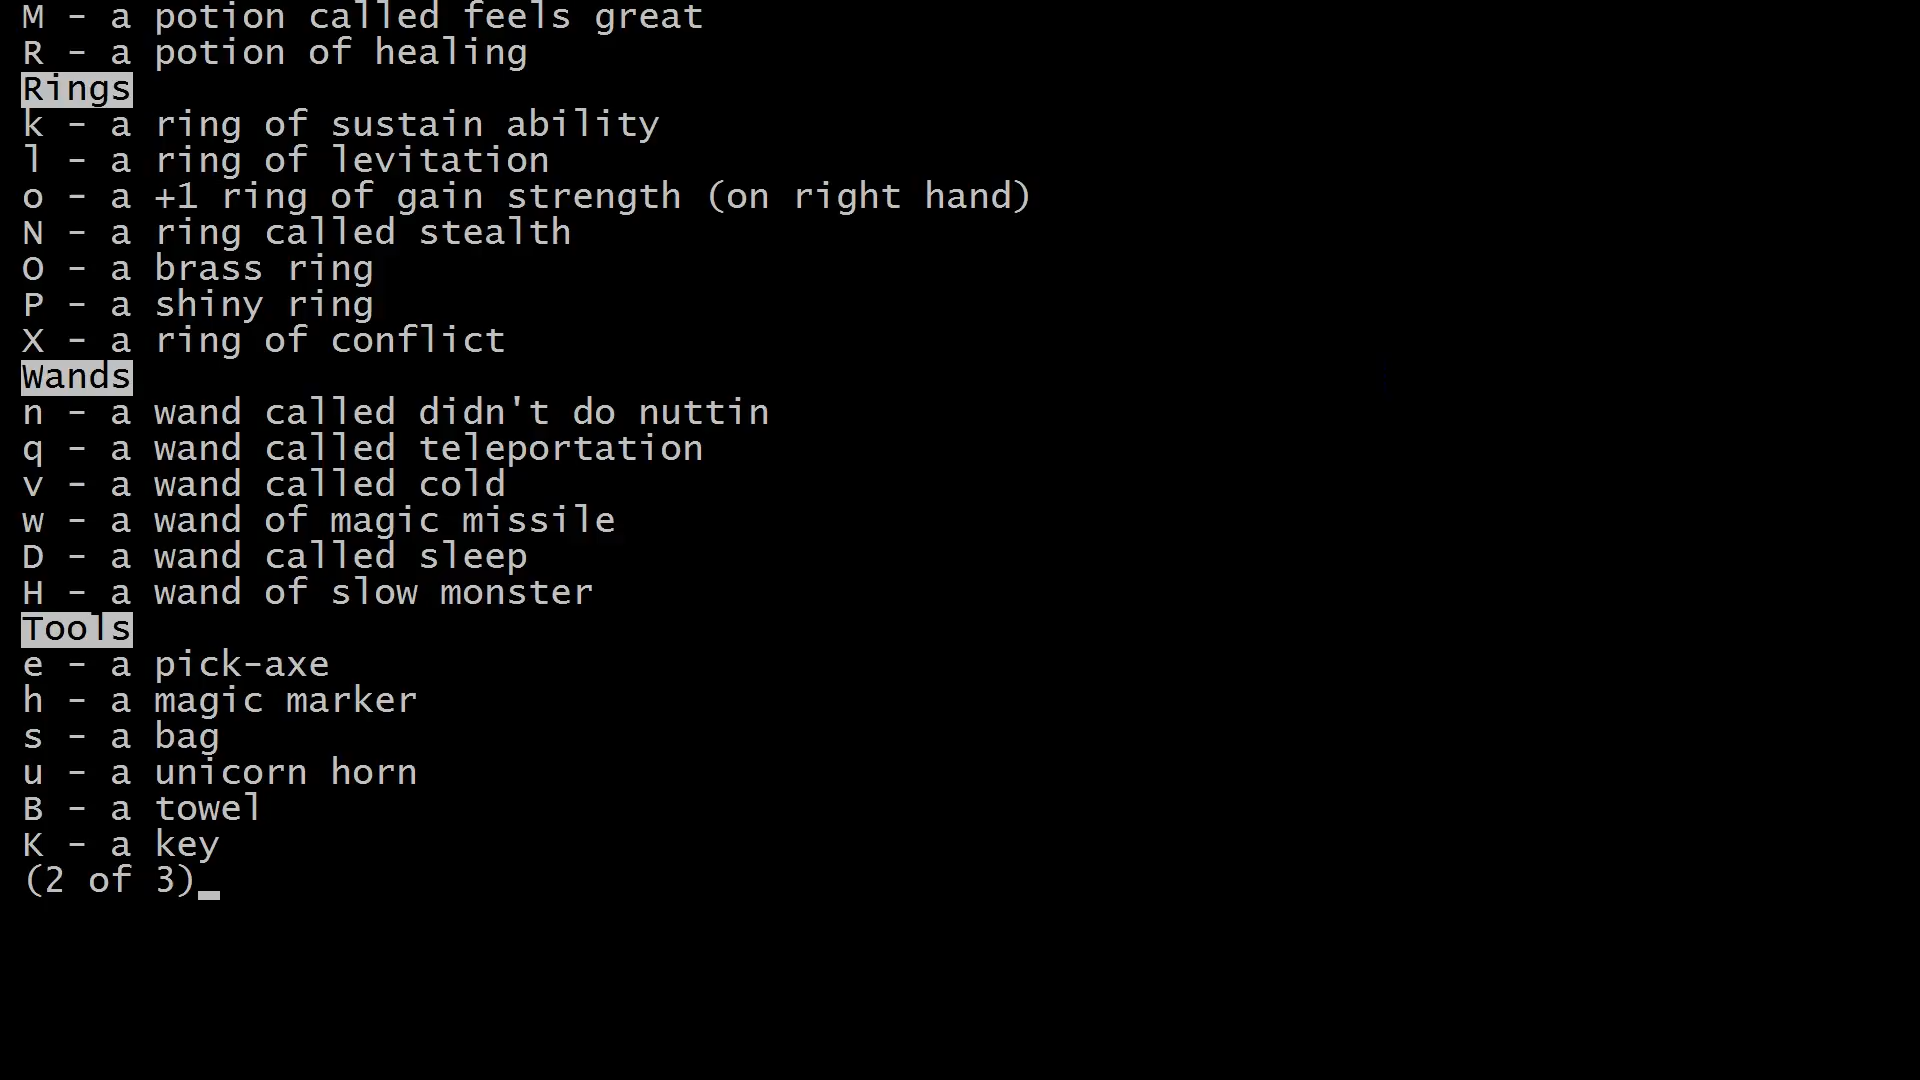 M - a potion called feels great
R - a potion of healing
Rings
k - a ring of sustain ability
l - a ring of levitation
o - a +1 ring of gain strength (on right hand)
N - a ring called stealth
O - a brass ring
P - a shiny ring
X - a ring of conflict
Wands
n - a wand called didn't do nuttin
q - a wand called teleportation
v - a wand called cold
w - a wand of magic missile
D - a wand called sleep
H - a wand of slow monster
Tools
e - a pick-axe
h - a magic marker
s - a bag
u - a unicorn horn
B - a towel
K - a key
(2 of 3)